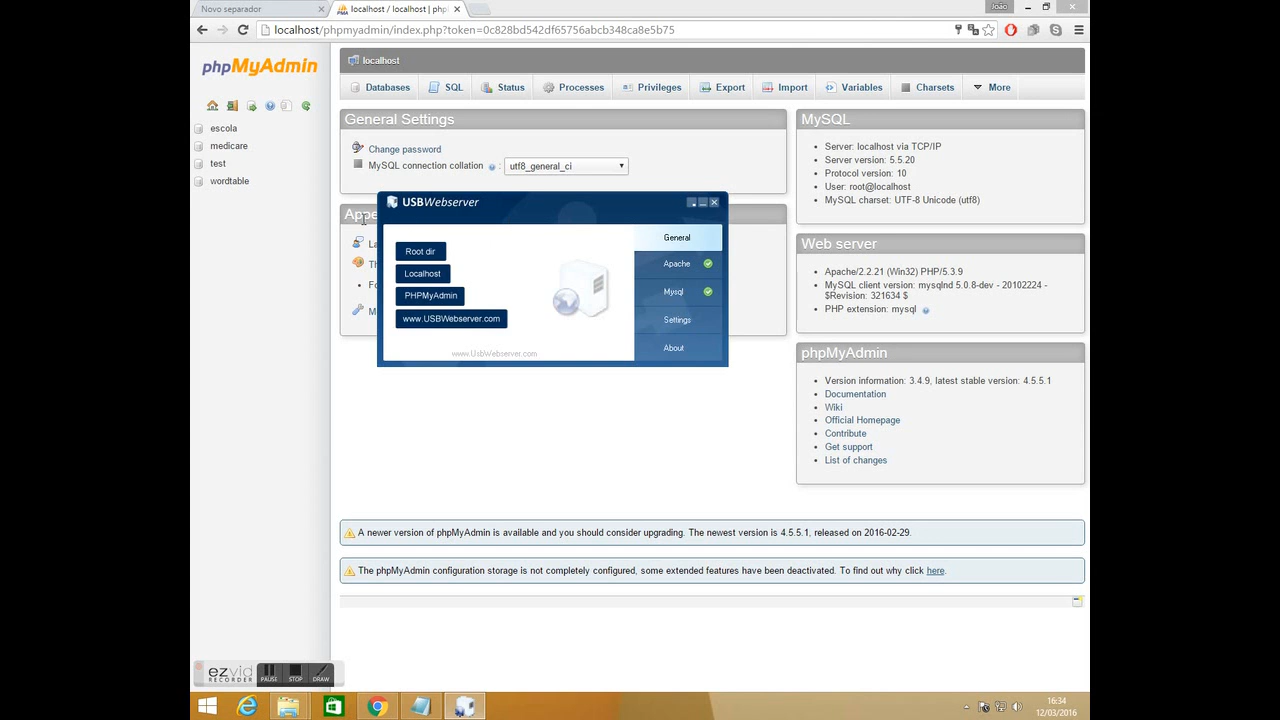 Novo separador
localhost / localhost | php
João
localhost/phpmyadmin/index.php?token=0c828bd542df65756abcb348ca8e5b75
phpMyAdmin
escola
medicare
test
wordtable
localhost
Databases SQL Status Processes Privileges Export Import Variables Charsets More
General Settings
Change password
MySQL connection collation : utf8_general_ci
Appe
La
Th
Fo
M
USBWebserver
Root dir
Localhost
PHPMyAdmin
www.USBWebserver.com
www.UsbWebserver.com
General
Apache
Mysql
Settings
About
MySQL
Server: localhost via TCP/IP
Server version: 5.5.20
Protocol version: 10
User: root@localhost
MySQL charset: UTF-8 Unicode (utf8)
Web server
Apache/2.2.21 (Win32) PHP/5.3.9
MySQL client version: mysqlnd 5.0.8-dev - 20102224 -
$Revision: 321634 $
PHP extension: mysql
phpMyAdmin
Version information: 3.4.9, latest stable version: 4.5.5.1
Documentation
Wiki
Official Homepage
Contribute
Get support
List of changes
A newer version of phpMyAdmin is available and you should consider upgrading. The newest version is 4.5.5.1, released on 2016-02-29.
The phpMyAdmin configuration storage is not completely configured, some extended features have been deactivated. To find out why click here.
ezvid
RECORDER
PAUSE STOP DRAW
16:34
12/03/2016